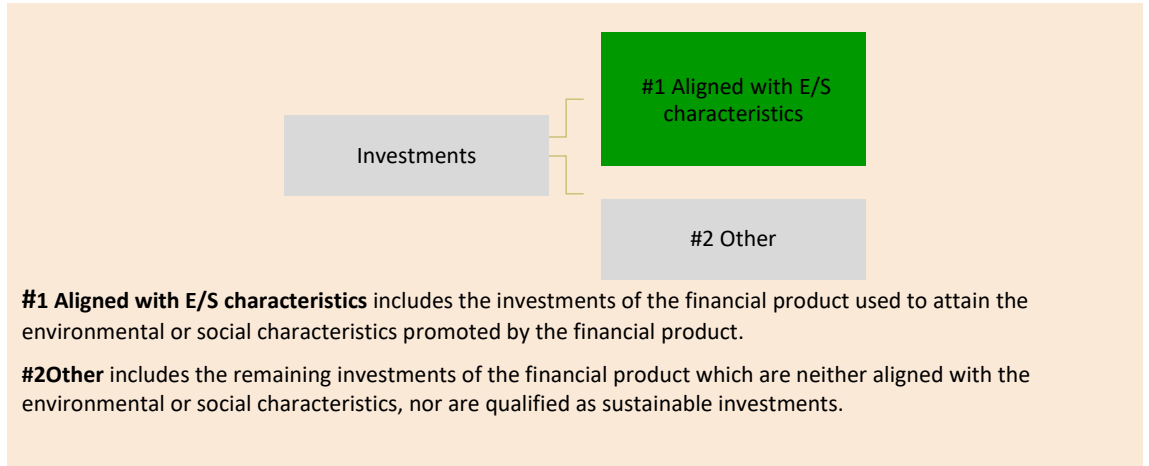 #1 Aligned with E/S
characteristics
Investments
#2 Other
#1 Aligned with E/S characteristics includes the investments of the financial product used to attain the
environmental or social characteristics promoted by the financial product.
#2Other includes the remaining investments of the financial product which are neither aligned with the
environmental or social characteristics, nor are qualified as sustainable investments.